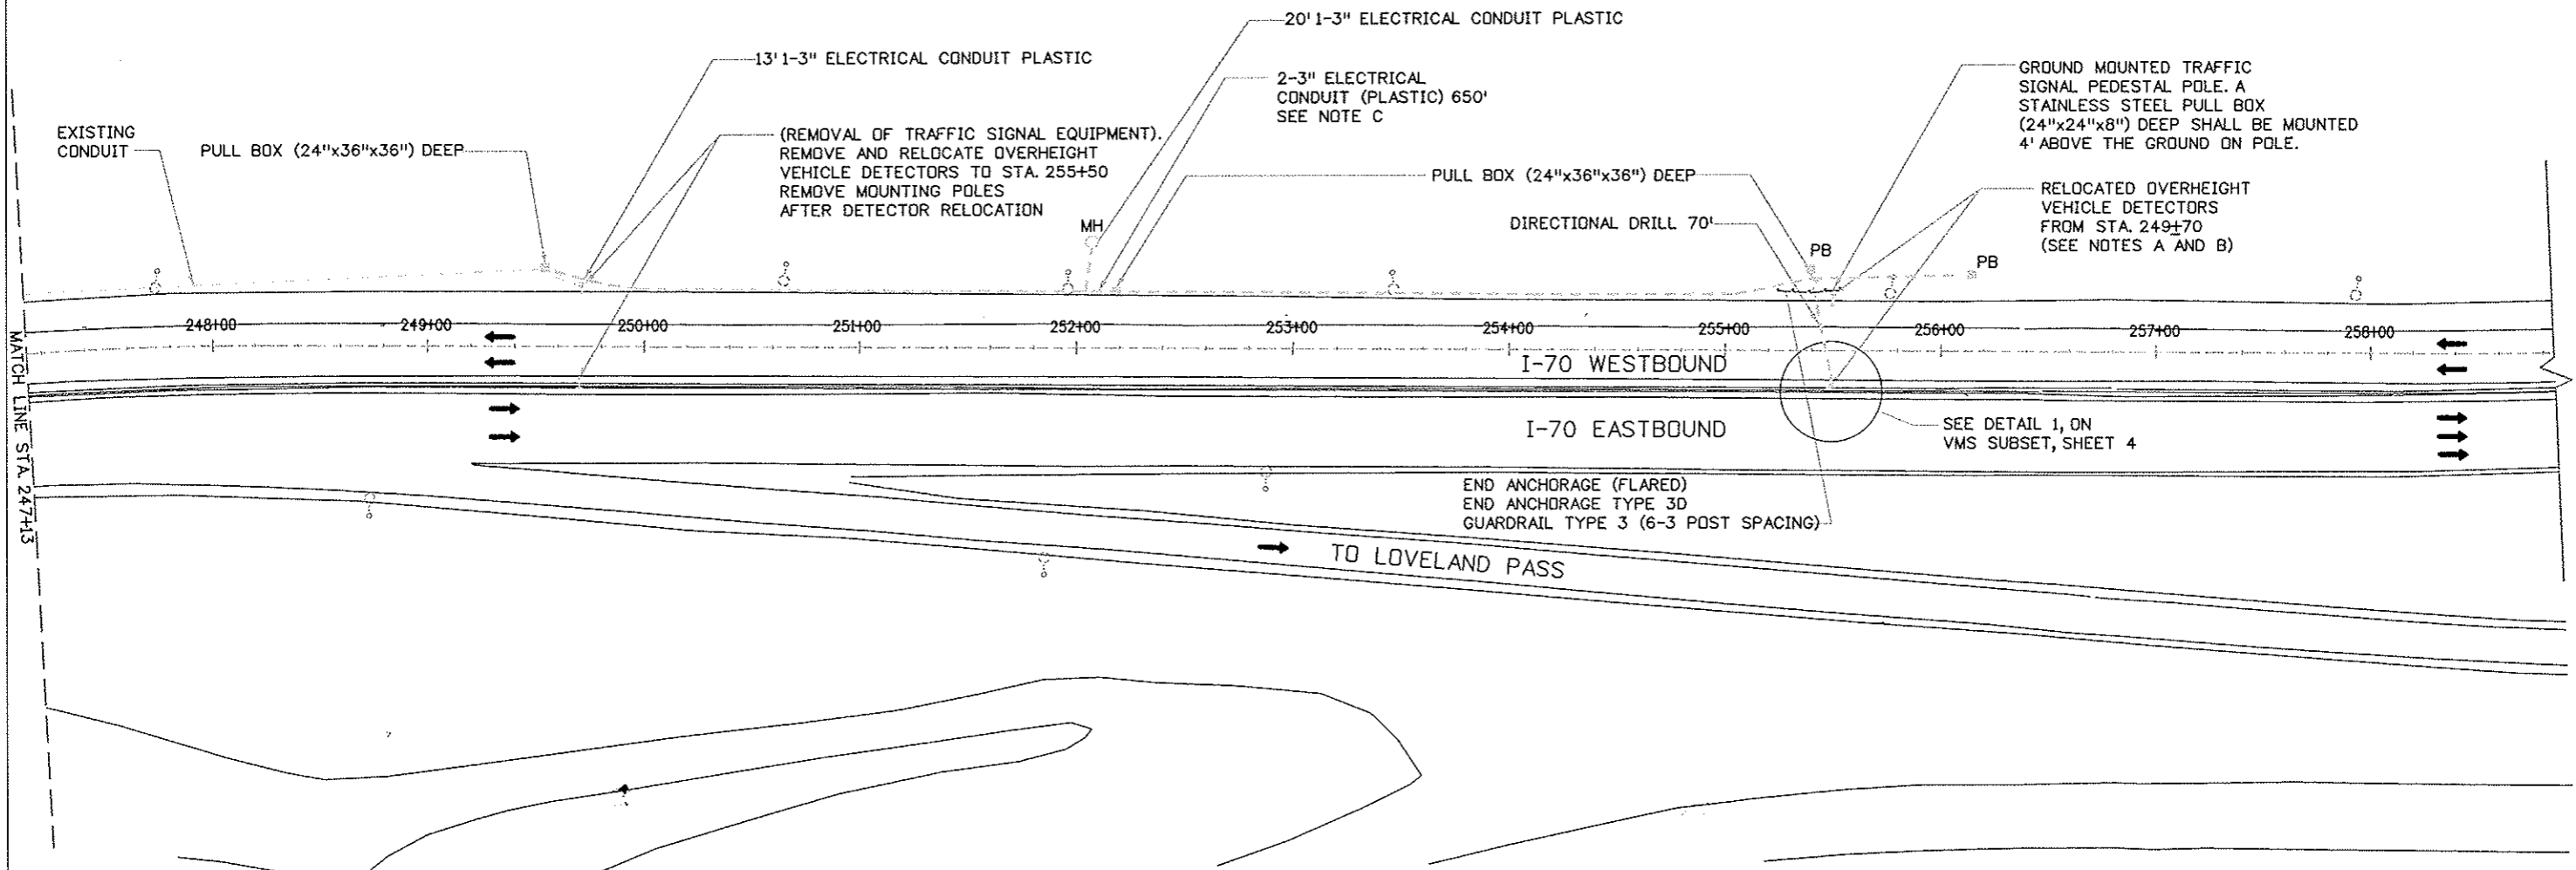 20' 1-3" ELECTRICAL CONDUIT PLASTIC
13' 1-3" ELECTRICAL CONDUIT PLASTIC
2-3" ELECTRICAL
CONDUIT (PLASTIC) 650'
SEE NOTE C
GROUND MOUNTED TRAFFIC
SIGNAL PEDESTAL POLE. A
STAINLESS STEEL PULL BOX
(24"x24"x8") DEEP SHALL BE MOUNTED
4' ABOVE THE GROUND ON POLE.
EXISTING
CONDUIT
PULL BOX (24"x36"x36") DEEP
(REMOVAL OF TRAFFIC SIGNAL EQUIPMENT).
REMOVE AND RELOCATE OVERHEIGHT
VEHICLE DETECTORS TO STA. 255+50
REMOVE MOUNTING POLES
AFTER DETECTOR RELOCATION
PULL BOX (24"x36"x36") DEEP
RELOCATED OVERHEIGHT
VEHICLE DETECTORS
FROM STA. 249±70
(SEE NOTES A AND B)
DIRECTIONAL DRILL 70'
MH
PB
PB
248+00
249+00
250+00
251+00
252+00
253+00
254+00
255+00
256+00
257+00
258+00
I-70 WESTBOUND
I-70 EASTBOUND
SEE DETAIL 1, ON
VMS SUBSET, SHEET 4
MATCH LINE STA. 247+13
END ANCHORAGE (FLARED)
END ANCHORAGE TYPE 3D
GUARDRAIL TYPE 3 (6-3 POST SPACING)
TO LOVELAND PASS